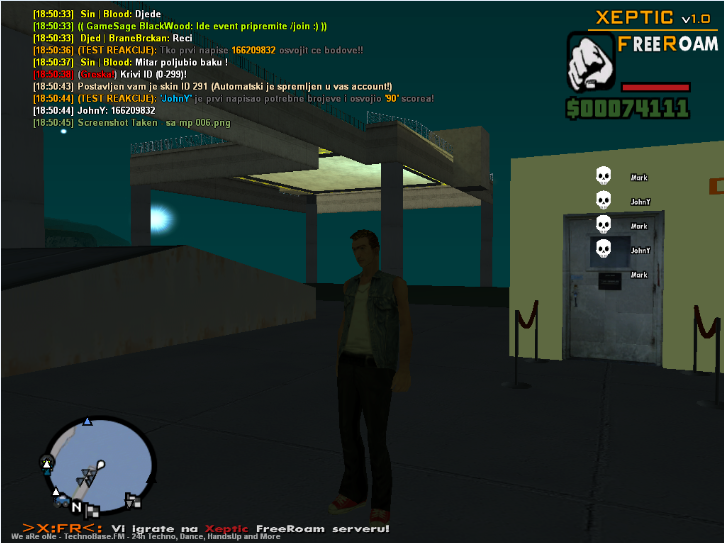 [18:50:33] Sin | Blood: Djede
[18:50:33] (( GameSage BlackWood: Ide event pripremite /join :) ))
[18:50:33] Djed | BraneBrckan: Reci
[18:50:36] (TEST REAKCIJE): Tko prvi napise 166209832 osvojit ce bodove!!
[18:50:37] Sin | Blood: Mitar poljubio baku !
[18:50:38] (Greska!) Krivi ID (0-299)!
[18:50:43] Postavljen vam je skin ID 291 (Automatski je spremljen u vas account!)
[18:50:44] (TEST REAKCIJE): "JohnY" je prvi napisao potrebne brojeve i osvojio '90' scorea!
[18:50:44] JohnY: 166209832
[18:50:45] Screenshot Taken - sa-mp-006.png
XEPTIC v1.0
FREEROAM
$00074111
Mark
JohnY
Mark
JohnY
Mark
N
>X:FR<: Vi igrate na Xeptic FreeRoam serveru!
We aRe oNe - TechnoBase.FM - 24h Techno, Dance, HandsUp and More